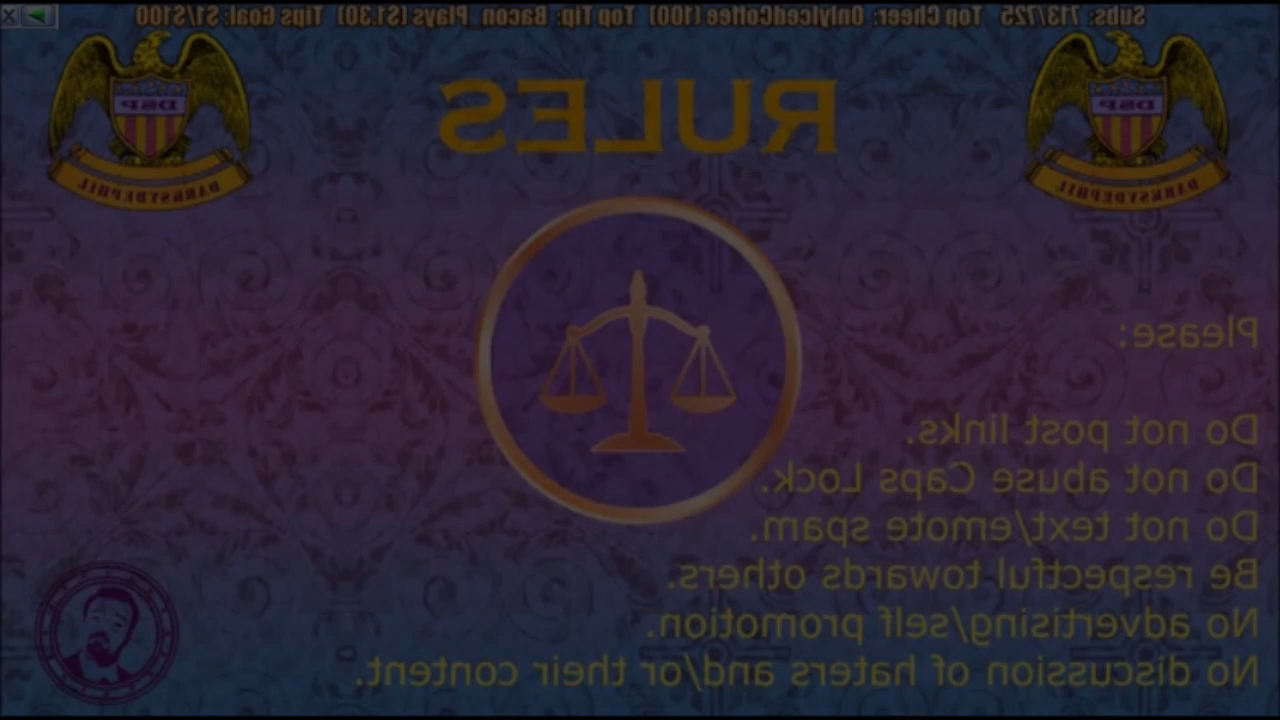 Subs: 713/725 Top Cheer: OnlyIcedCoffee (100) Top Tip: Bacon_Plays ($1.30) Tips Goal: $1/$100
X
RULES
DSP
DARKSYDEPHIL
DSP
DARKSYDEPHIL
Please:
Do not post links.
Do not abuse Caps Lock.
Do not text/emote spam.
Be respectful towards others.
No advertising/self promotion.
No discussion of haters and/or their content.